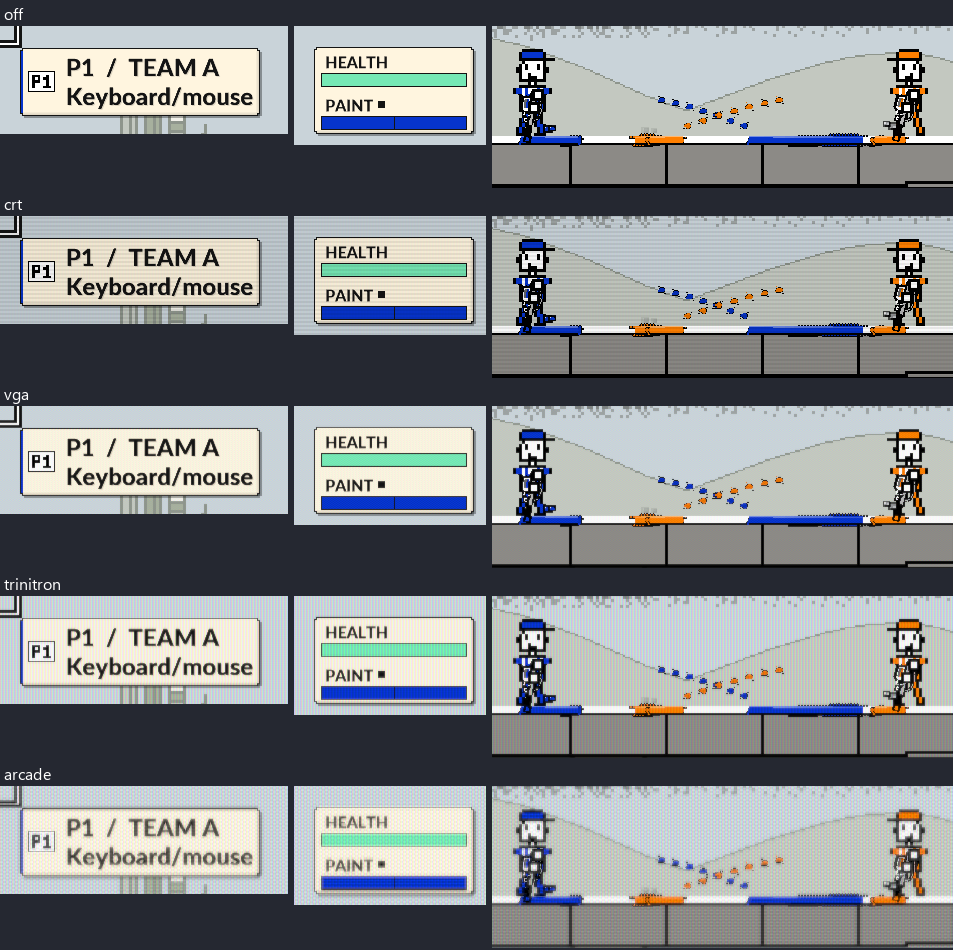 off
P1
P1 / TEAM A
Keyboard/mouse
HEALTH
PAINT
crt
P1
P1 / TEAM A
Keyboard/mouse
HEALTH
PAINT
vga
P1
P1 / TEAM A
Keyboard/mouse
HEALTH
PAINT
trinitron
P1
P1 / TEAM A
Keyboard/mouse
HEALTH
PAINT
arcade
P1
P1 / TEAM A
Keyboard/mouse
HEALTH
PAINT